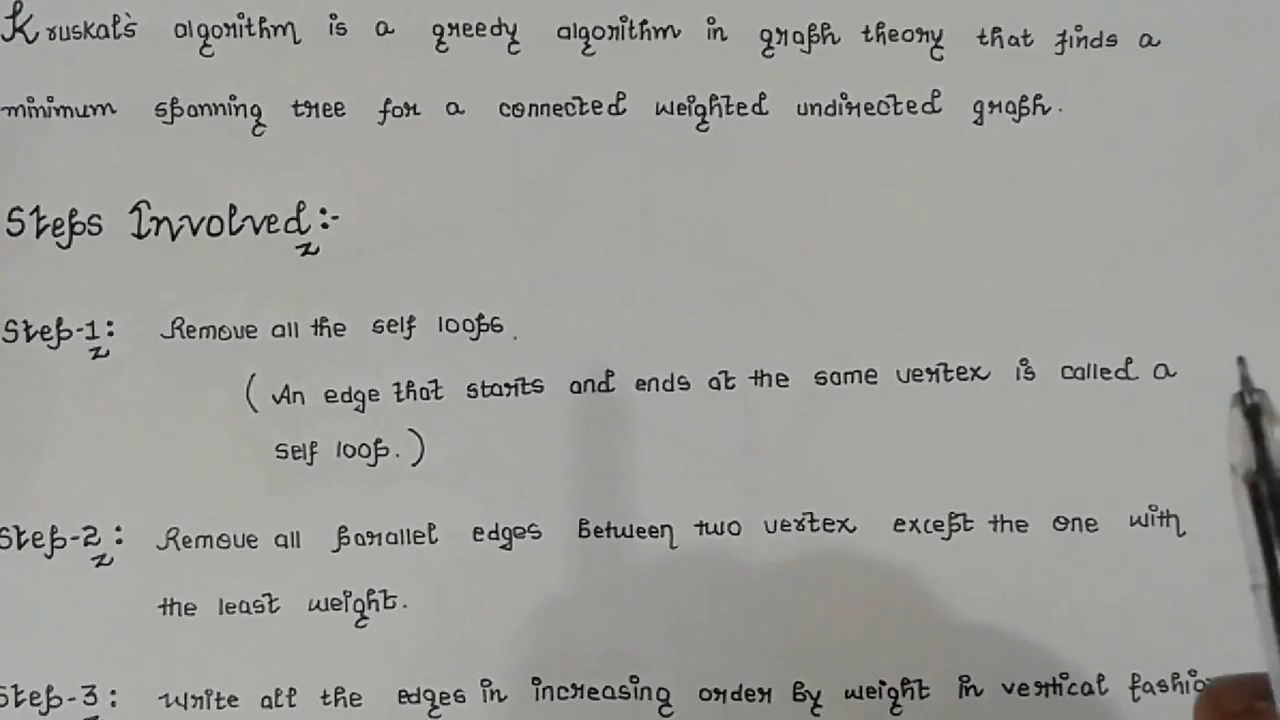 Kruskal's algorithm is a greedy algorithm in graph theory that finds a
minimum spanning tree for a connected weighted undirected graph.
Steps Involved:-
Step-1: Remove all the self loops.
(An edge that starts and ends at the same vertex is called a
self loop.)
Step-2: Remove all parallel edges Between two vertex except the one with
the least weight.
Step-3: Write all the edges in increasing order By weight in vertical fashio